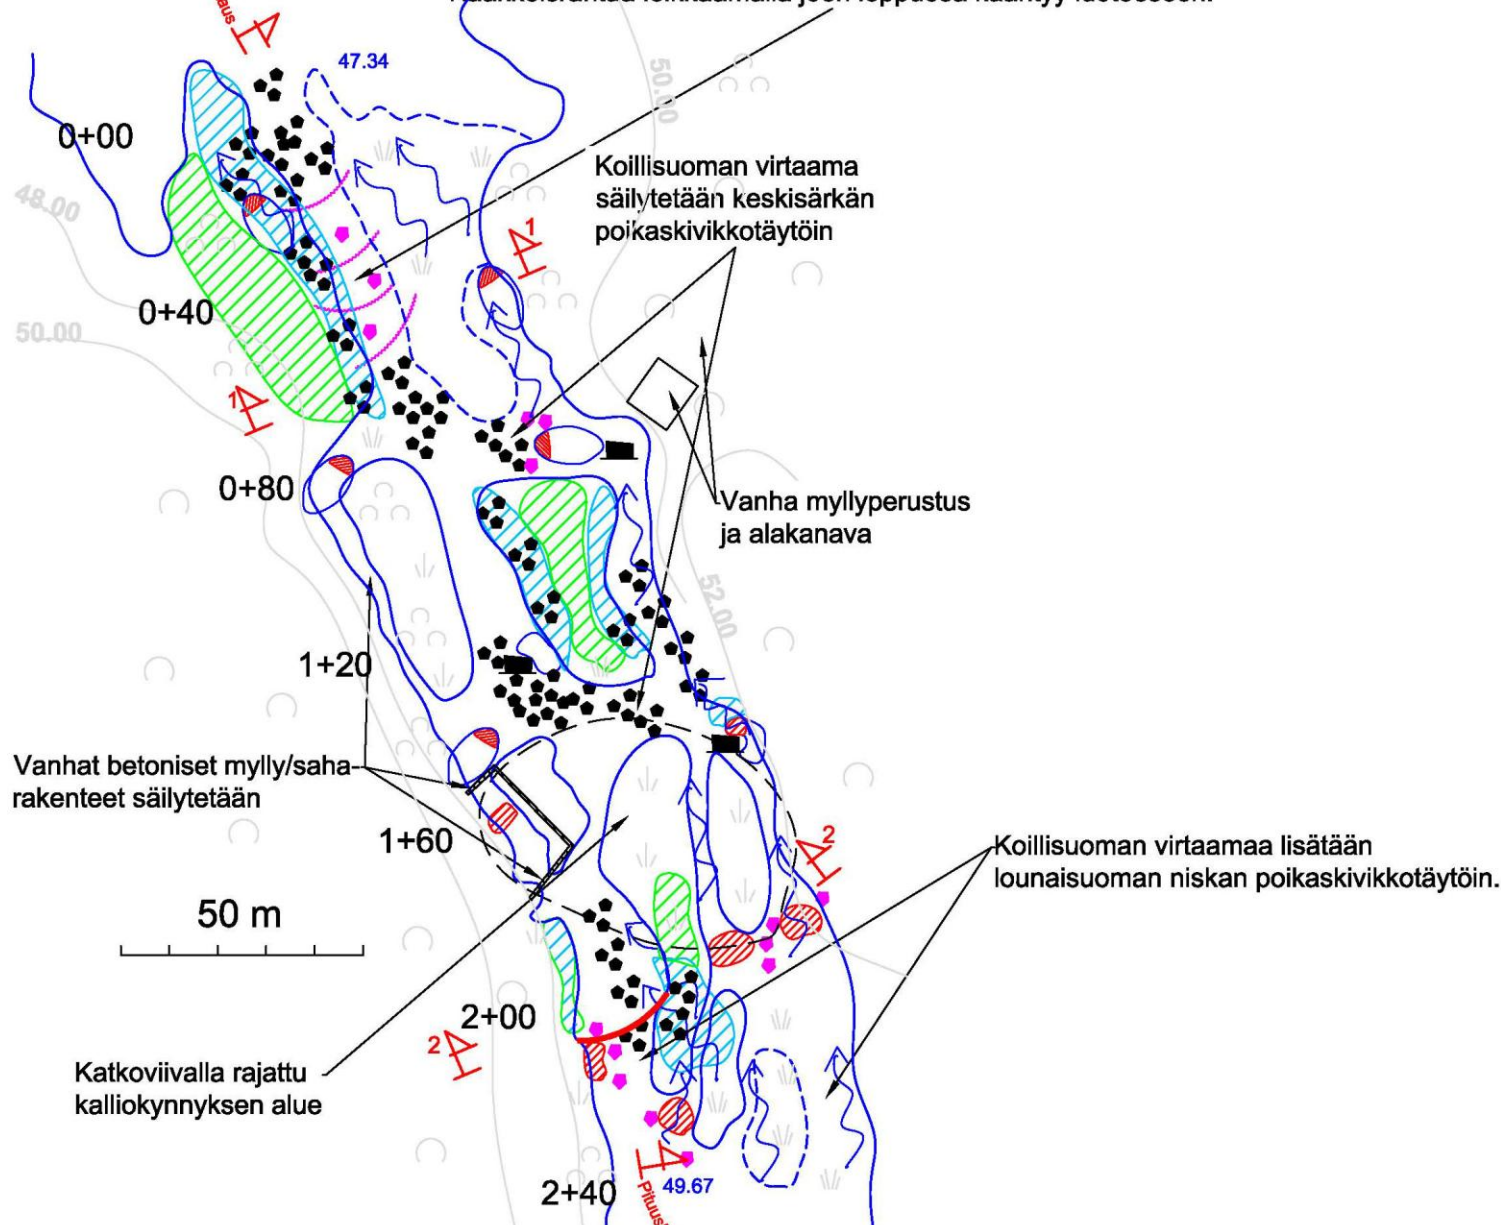 47.34
50.00
0+00
Koillisuoman virtaama
säilytetään keskisärkän
poikaskivikkotäytöin
48.00
1
0+40
50.00
1
0+80
Vanha myllyperustus
ja alakanava
52.00
1+20
Vanhat betoniset mylly/saha-
rakenteet säilytetään
1+60
2
Koillisuoman virtaamaa lisätään
lounaisuoman niskan poikaskivikkotäytöin.
50 m
2+00
2
Katkoviivalla rajattu
kalliokynnyksen alue
2+40
49.67